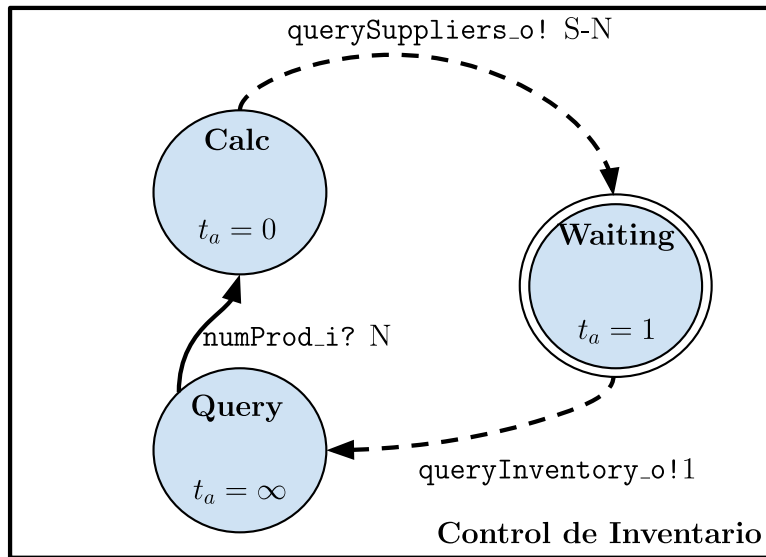 querySuppliers_o! S-N
Calc
t_a = 0
Waiting
t_a = 1
numProd_i? N
Query
t_a = ∞
queryInventory_o!1
Control de Inventario